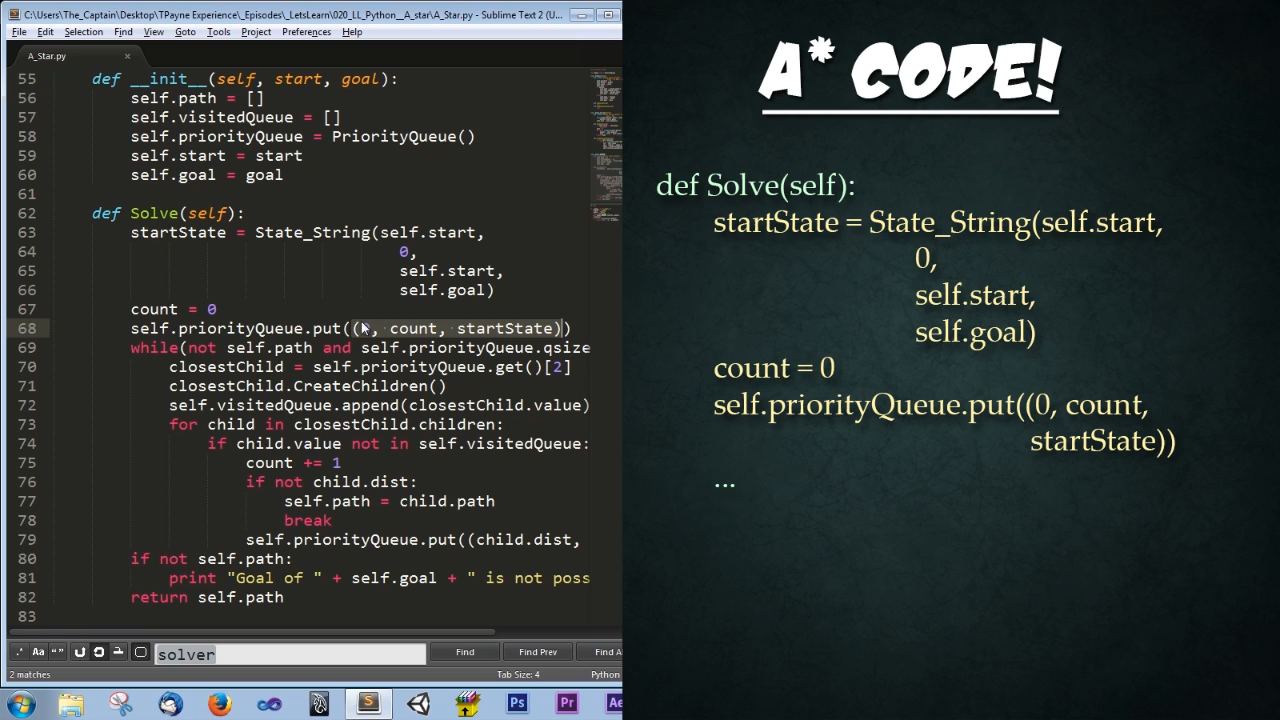 C:\Users\The_Captain\Desktop\TPayne Experience\_Episodes\_LetsLearn\020_LL_Python__A_star\A_Star.py - Sublime Text 2 (U...
File Edit Selection Find View Goto Tools Project Preferences Help
A_Star.py
55 def __init__(self, start, goal):
56 self.path = []
57 self.visitedQueue = []
58 self.priorityQueue = PriorityQueue()
59 self.start = start
60 self.goal = goal
61
62 def Solve(self):
63 startState = State_String(self.start,
64 0,
65 self.start,
66 self.goal)
67 count = 0
68 self.priorityQueue.put((, count, startState))
69 while(not self.path and self.priorityQueue.qsize
70 closestChild = self.priorityQueue.get()[2]
71 closestChild.CreateChildren()
72 self.visitedQueue.append(closestChild.value)
73 for child in closestChild.children:
74 if child.value not in self.visitedQueue:
75 count += 1
76 if not child.dist:
77 self.path = child.path
78 break
79 self.priorityQueue.put((child.dist,
80 if not self.path:
81 print "Goal of " + self.goal + " is not poss
82 return self.path
83
.* Aa “” solver Find Find Prev Find A
2 matches Tab Size: 4 Python
Ps Pr Ae
A* CODE!
def Solve(self):
startState = State_String(self.start,
0,
self.start,
self.goal)
count = 0
self.priorityQueue.put((0, count,
startState))
...